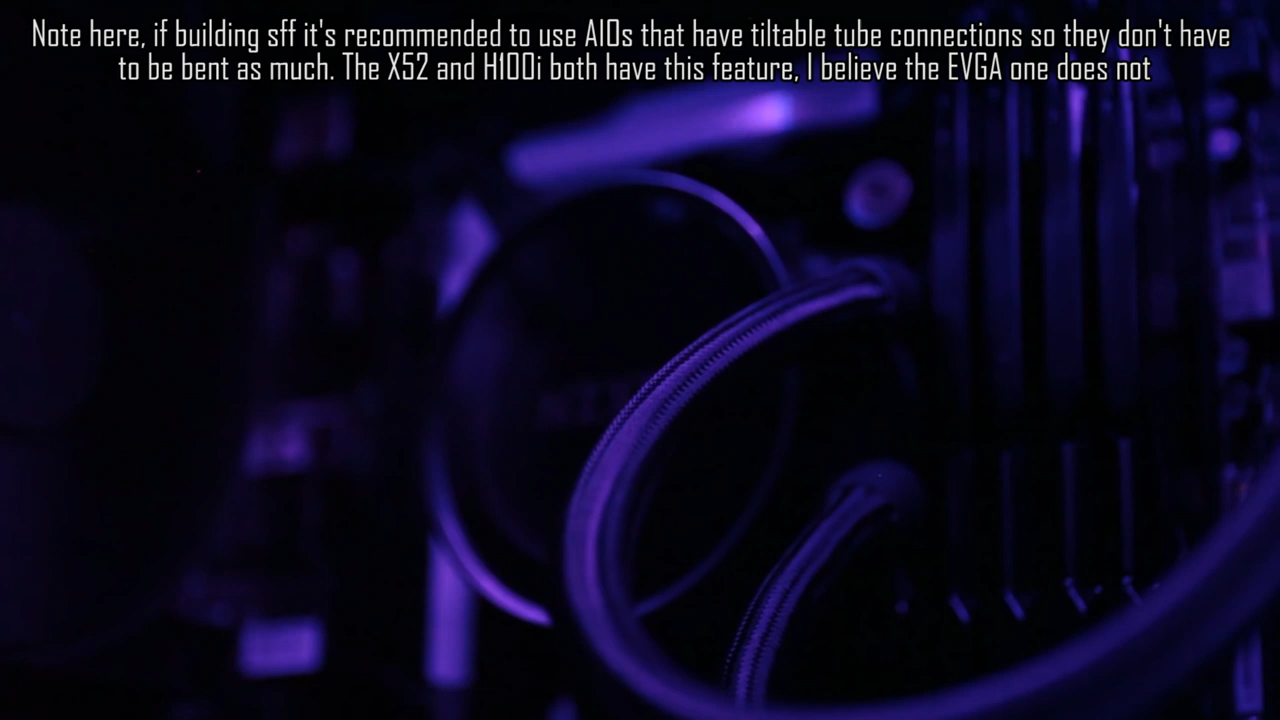 Note here, if building sff it's recommended to use AIOs that have tiltable tube connections so they don't have
to be bent as much. The X52 and H100i both have this feature, I believe the EVGA one does not